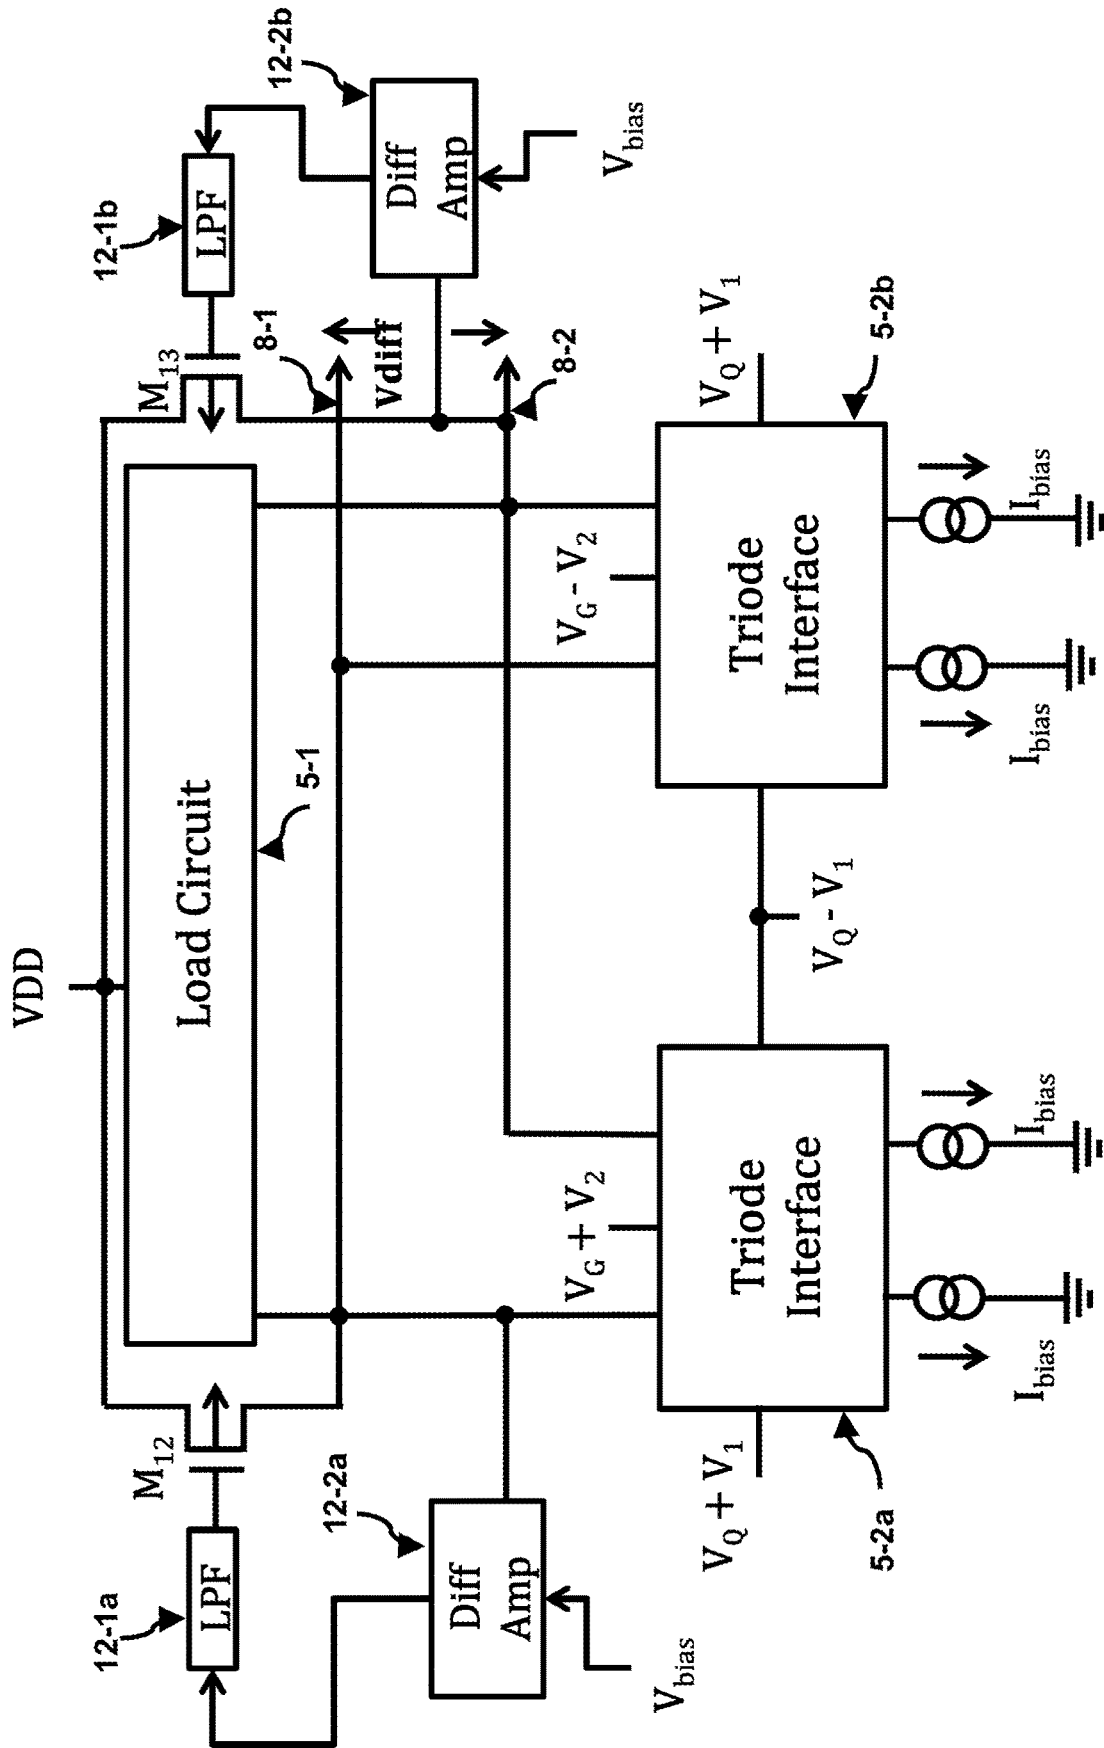 VDD
12-1a
LPF
M12
Load Circuit
5-1
M13
LPF
12-1b
12-2a
Diff
Amp
Vbias
8-1
Vdiff
8-2
12-2b
Diff
Amp
Vbias
VG + V2
VG - V2
VQ + V1
Triode
Interface
5-2a
VQ - V1
Triode
Interface
VQ + V1
5-2b
Ibias
Ibias
Ibias
Ibias